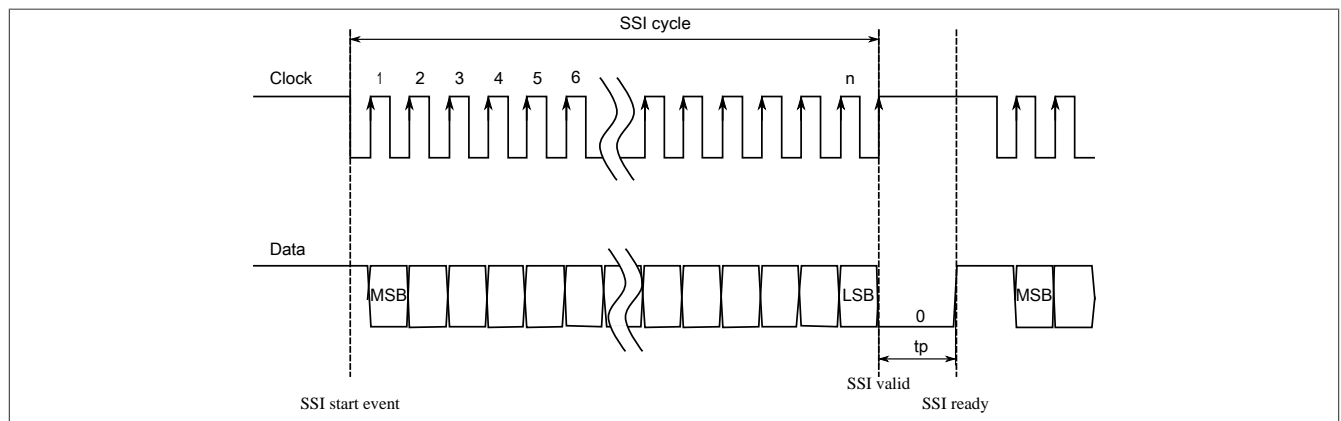 SSI cycle
Clock
1 2 3 4 5 6 n
Data
MSB LSB MSB
0
tp
SSI valid
SSI start event SSI ready